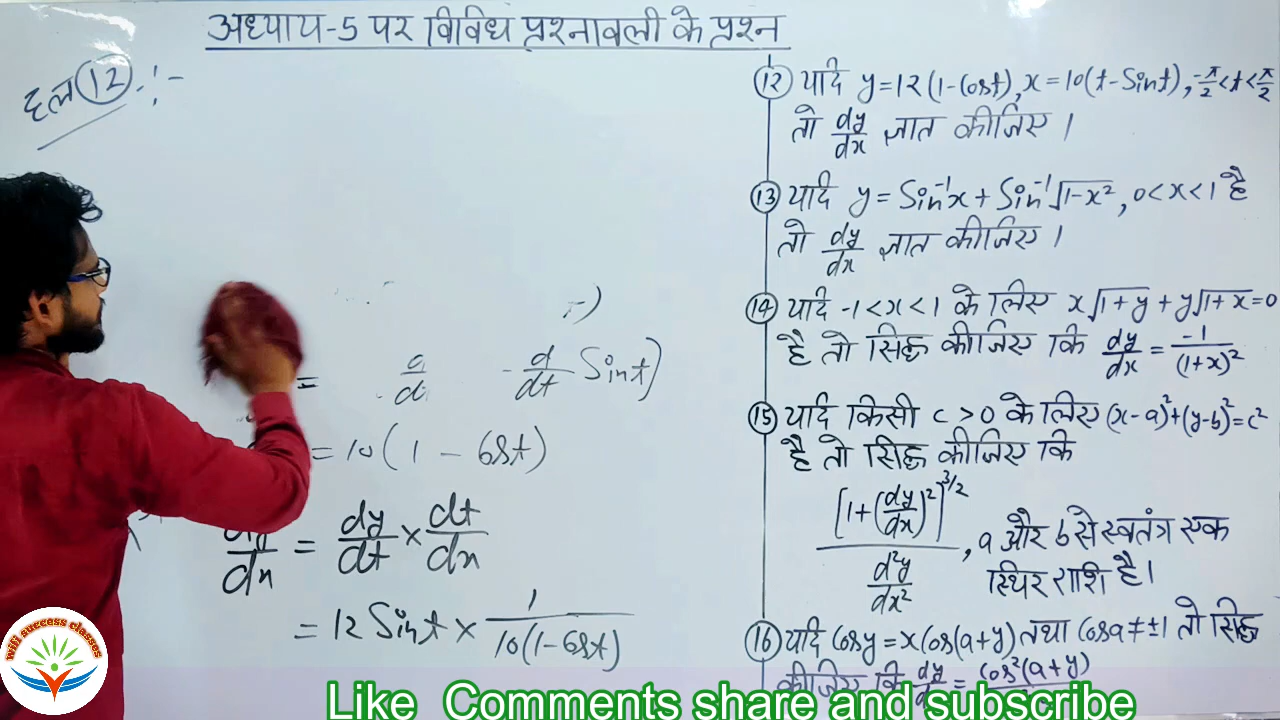 अध्याय-5 पर विविध प्रश्नावली के प्रश्न
हल (12) :-
= d/dt Sint)
= 10(1 - Cost)
dy/dx = dy/dt × dt/dx
= 12 Sint × 1/10(1-Cost)
(12) यदि y=12(1-Cost), x=10(t-Sint), -π/2<t<π/2
तो dy/dx ज्ञात कीजिए।
(13) यदि y = Sin⁻¹x + Sin⁻¹√1-x², 0<x<1 है
तो dy/dx ज्ञात कीजिए।
(14) यदि -1<x<1 के लिए x√1+y + y√1+x=0
है तो सिद्ध कीजिए कि dy/dx = -1/(1+x)²
(15) यदि किसी c>0 के लिए (x-a)²+(y-b)²=c²
है तो सिद्ध कीजिए कि
[1+(dy/dx)²]^3/2 / d²y/dx² , a और b से स्वतंत्र एक
स्थिर राशि है।
(16) यदि Cosy = x Cos(a+y) तथा Cosa≠±1 तो सिद्ध
कीजिए कि dy = Cos²(a+y)
wifi success classes
Like Comments share and subscribe